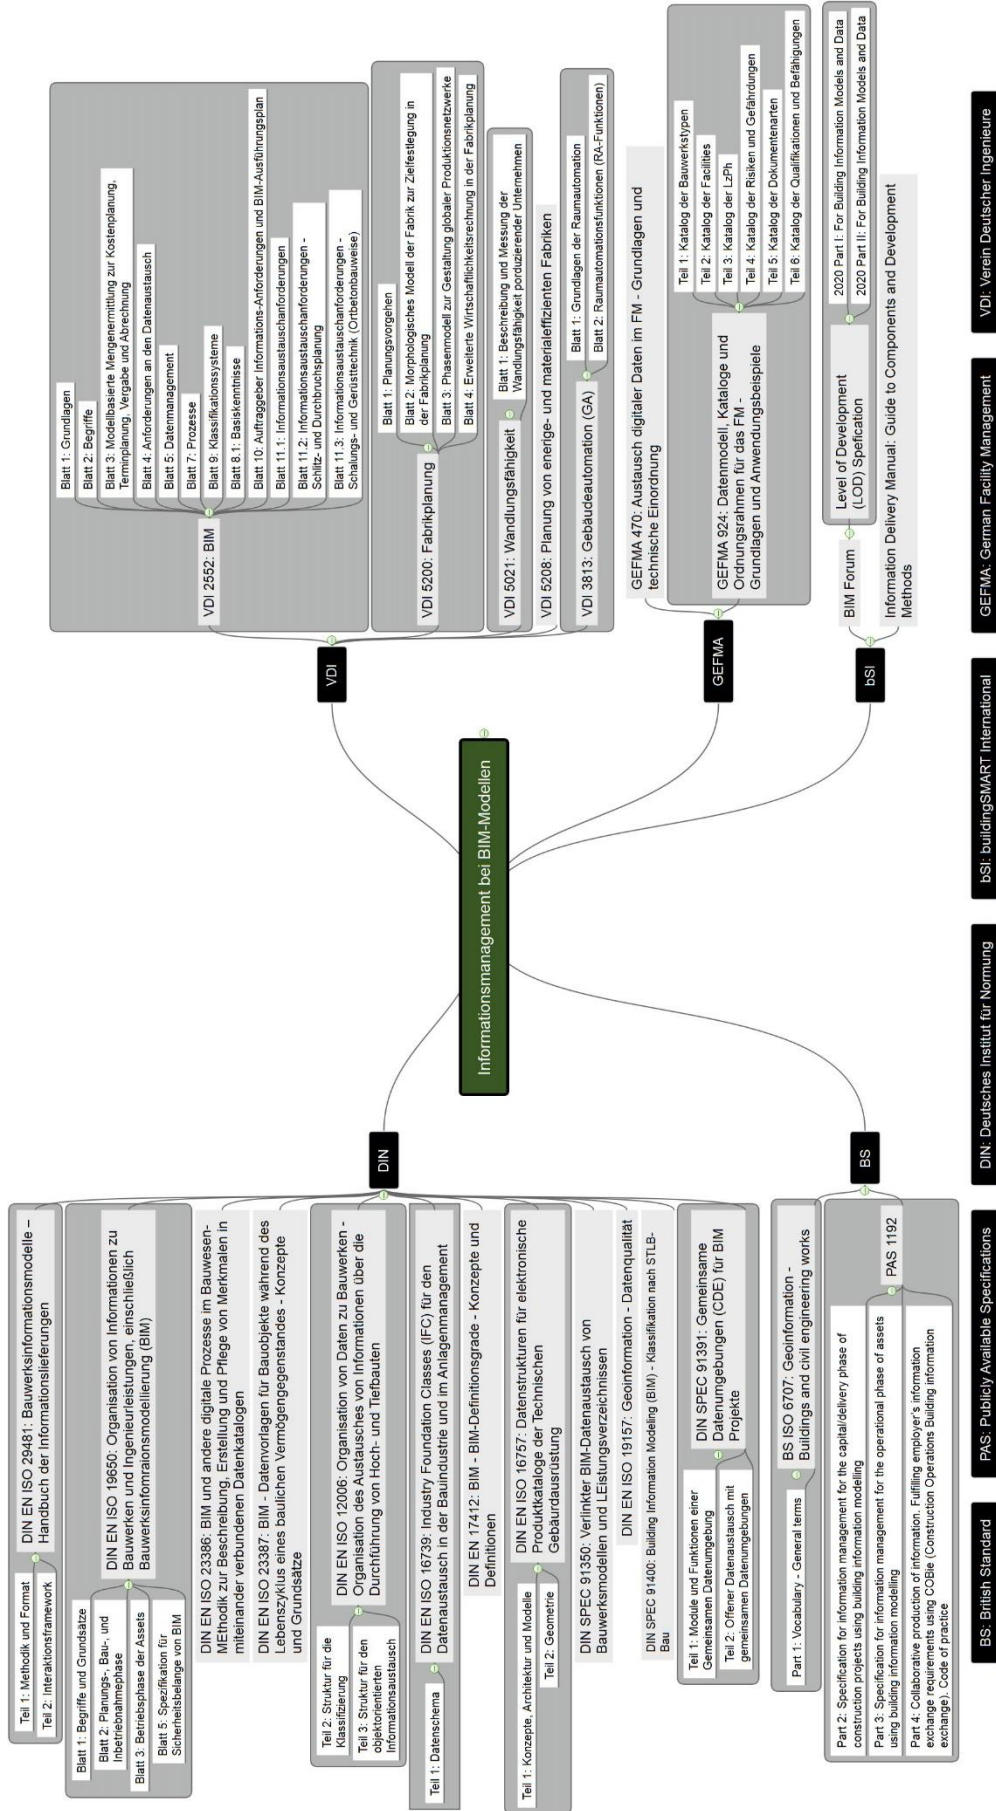 Informationsmanagement bei BIM-Modellen
DIN
DIN EN ISO 29481: Bauwerksinformationsmodelle –
Handbuch der Informationslieferungen
Teil 1: Methodik und Format
Teil 2: Interaktionsframework
DIN EN ISO 19650: Organisation von Informationen zu
Bauwerken und Ingenieurleistungen, einschließlich
Bauwerksinfomraionsmodellierung (BIM)
Blatt 1: Begriffe und Grundsätze
Blatt 2: Planungs-, Bau- und
Inbetriebnahmephase
Blatt 3: Betriebsphase der Assets
Blatt 5: Spezfikation für
Sicherheitsbelange von BIM
DIN EN ISO 23386: BIM und andere digitale Prozesse im Bauwesen-
MEthodik zur Beschreibung, Erstellung und Pflege von Merkmalen in
miteinander verbundenen Datenkatalogen
DIN EN ISO 23387: BIM - Datenvorlagen für Bauobjekte während des
Lebenszyklus eines baulichen Vermögengegenstandes - Konzepte
und Grundsätze
DIN EN ISO 12006: Organisation von Daten zu Bauwerken -
Organisation des Austausches von Informationen über die
Durchführung von Hoch- und Tiefbauten
Teil 2: Struktur für die
Klassifizierung
Teil 3: Struktur für den
objektorientierten
Informationsaustausch
DIN EN ISO 16739: Industry Foundation Classes (IFC) für den
Datenaustausch in der Bauindustrie und im Anlagenmanagement
Teil 1: Datenschema
DIN EN 17412: BIM - BIM-Definitionsgrade - Konzepte und
Definitionen
DIN EN ISO 16757: Datenstrukturen für elektronische
Produktkataloge der Technischen
Gebäudausrüstung
Teil 1: Konzepte, Architektur und Modelle
Teil 2: Geometrie
DIN SPEC 91350: Verlinkter BIM-Datenaustausch von
Bauwerksmodellen und LEistungsverzeichnissen
DIN EN ISO 19157: Geoinformation - Datenqualität
DIN SPEC 91400: Building Information Modeling (BIM) - Klassifikation nach STLB-
Bau
DIN SPEC 91391: Gemeinsame
Datenumgebungen (CDE) für BIM
Projekte
Teil 1: Module und Funktionen einer
Gemeinsamen Datenumgebung
Teil 2: Offener Datenaustausch mit
gemeinsamen Datenumgebungen
BS
BS ISO 6707: Geoinformation -
Buildings and civil engineering works
Part 1: Vocabulary - General terms
PAS 1192
Part 2: Specification for information management for the capital/delivery phase of
construction projects using building information modeling
Part 3: Specification for information management for the operational phase of assets
using building information modelling
Part 4: Collaborative production of information. Fulfilling employer's information
exchange requirements using COBie (Construction Operations Building information
exchange). Code of practice
VDI
VDI 2552: BIM
Blatt 1: Grundlagen
Blatt 2: Begriffe
Blatt 3: Modellbasierte Mengenermittlung zur Kostenplanung,
Terminplanung, Vergabe und Abrechnung
Blatt 4: Anforderungen an den Datenaustausch
Blatt 5: Datenmanagement
Blatt 7: Prozesse
Blatt 9: Klassifikationssysteme
Blatt 8.1: Basiskenntnisse
Blatt 10: Auftraggeber Informations-Anforderungen und BIM-Ausführungsplan
Blatt 11.1: Informationsaustauschanforderungen
Blatt 11.2: Informationsaustauschanforderungen -
Schlitz- und Durchbruchsplanung
Blatt 11.3: Informationsaustauschanforderungen -
Schalungs- und Gerüsttechnik (Ortbetonbauweise)
VDI 5200: Fabrikplanung
Blatt 1: Planungsvorgehen
Blatt 2: Morphologisches Modell der Fabrik zur Zielfestlegung in
der Fabrikplanung
Blatt 3: Phasenmodell zur Gestaltung globaler Produktionsnetzwerke
Blatt 4: Erweiterte Wirtschaftlichkeitsrechnung in der Fabrikplanung
VDI 5021: Wandlungsfähigkeit
Blatt 1: Beschreibung und Messung der
Wandlungsfähigkeit porduzierender Unternehmen
VDI 5208: Planung von enerige- und materialeffizienten Fabriken
VDI 3813: Gebäudeautomation (GA)
Blatt 1: Grundlagen der Raumautomation
Blatt 2: Raumautomationsfunktionen (RA-Funktionen)
GEFMA
GEFMA 470: Austausch digitaler Daten im FM - Grundlagen und
technische Einordnung
GEFMA 924: Datenmodell, Kataloge und
Ordnungsrahmen für das FM -
Grundlagen und Anwendungsbeispiele
Teil 1: Katalog der Bauwerkstypen
Teil 2: Katalog der Facilities
Teil 3: Katalog der LzPh
Teil 4: Katalog der Risiken und Gefährdungen
Teil 5: Katalog der Dokumentenarten
Teil 6: Katalog der Qualifikationen und Befähigungen
bSI
BIM Forum
Level of Development
(LOD) Spefication
2020 Part I: For Building Information Models and Data
2020 Part II: For Building Information Models and Data
Information Delivery Manual: Guide to Components and Development
Methods
BS: British Standard
PAS: Publicly Available Specifications
DIN: Deutsches Institut für Normung
bSI: buildingSMART International
GEFMA: German Facility Management
VDI: Verein Deutscher Ingenieure